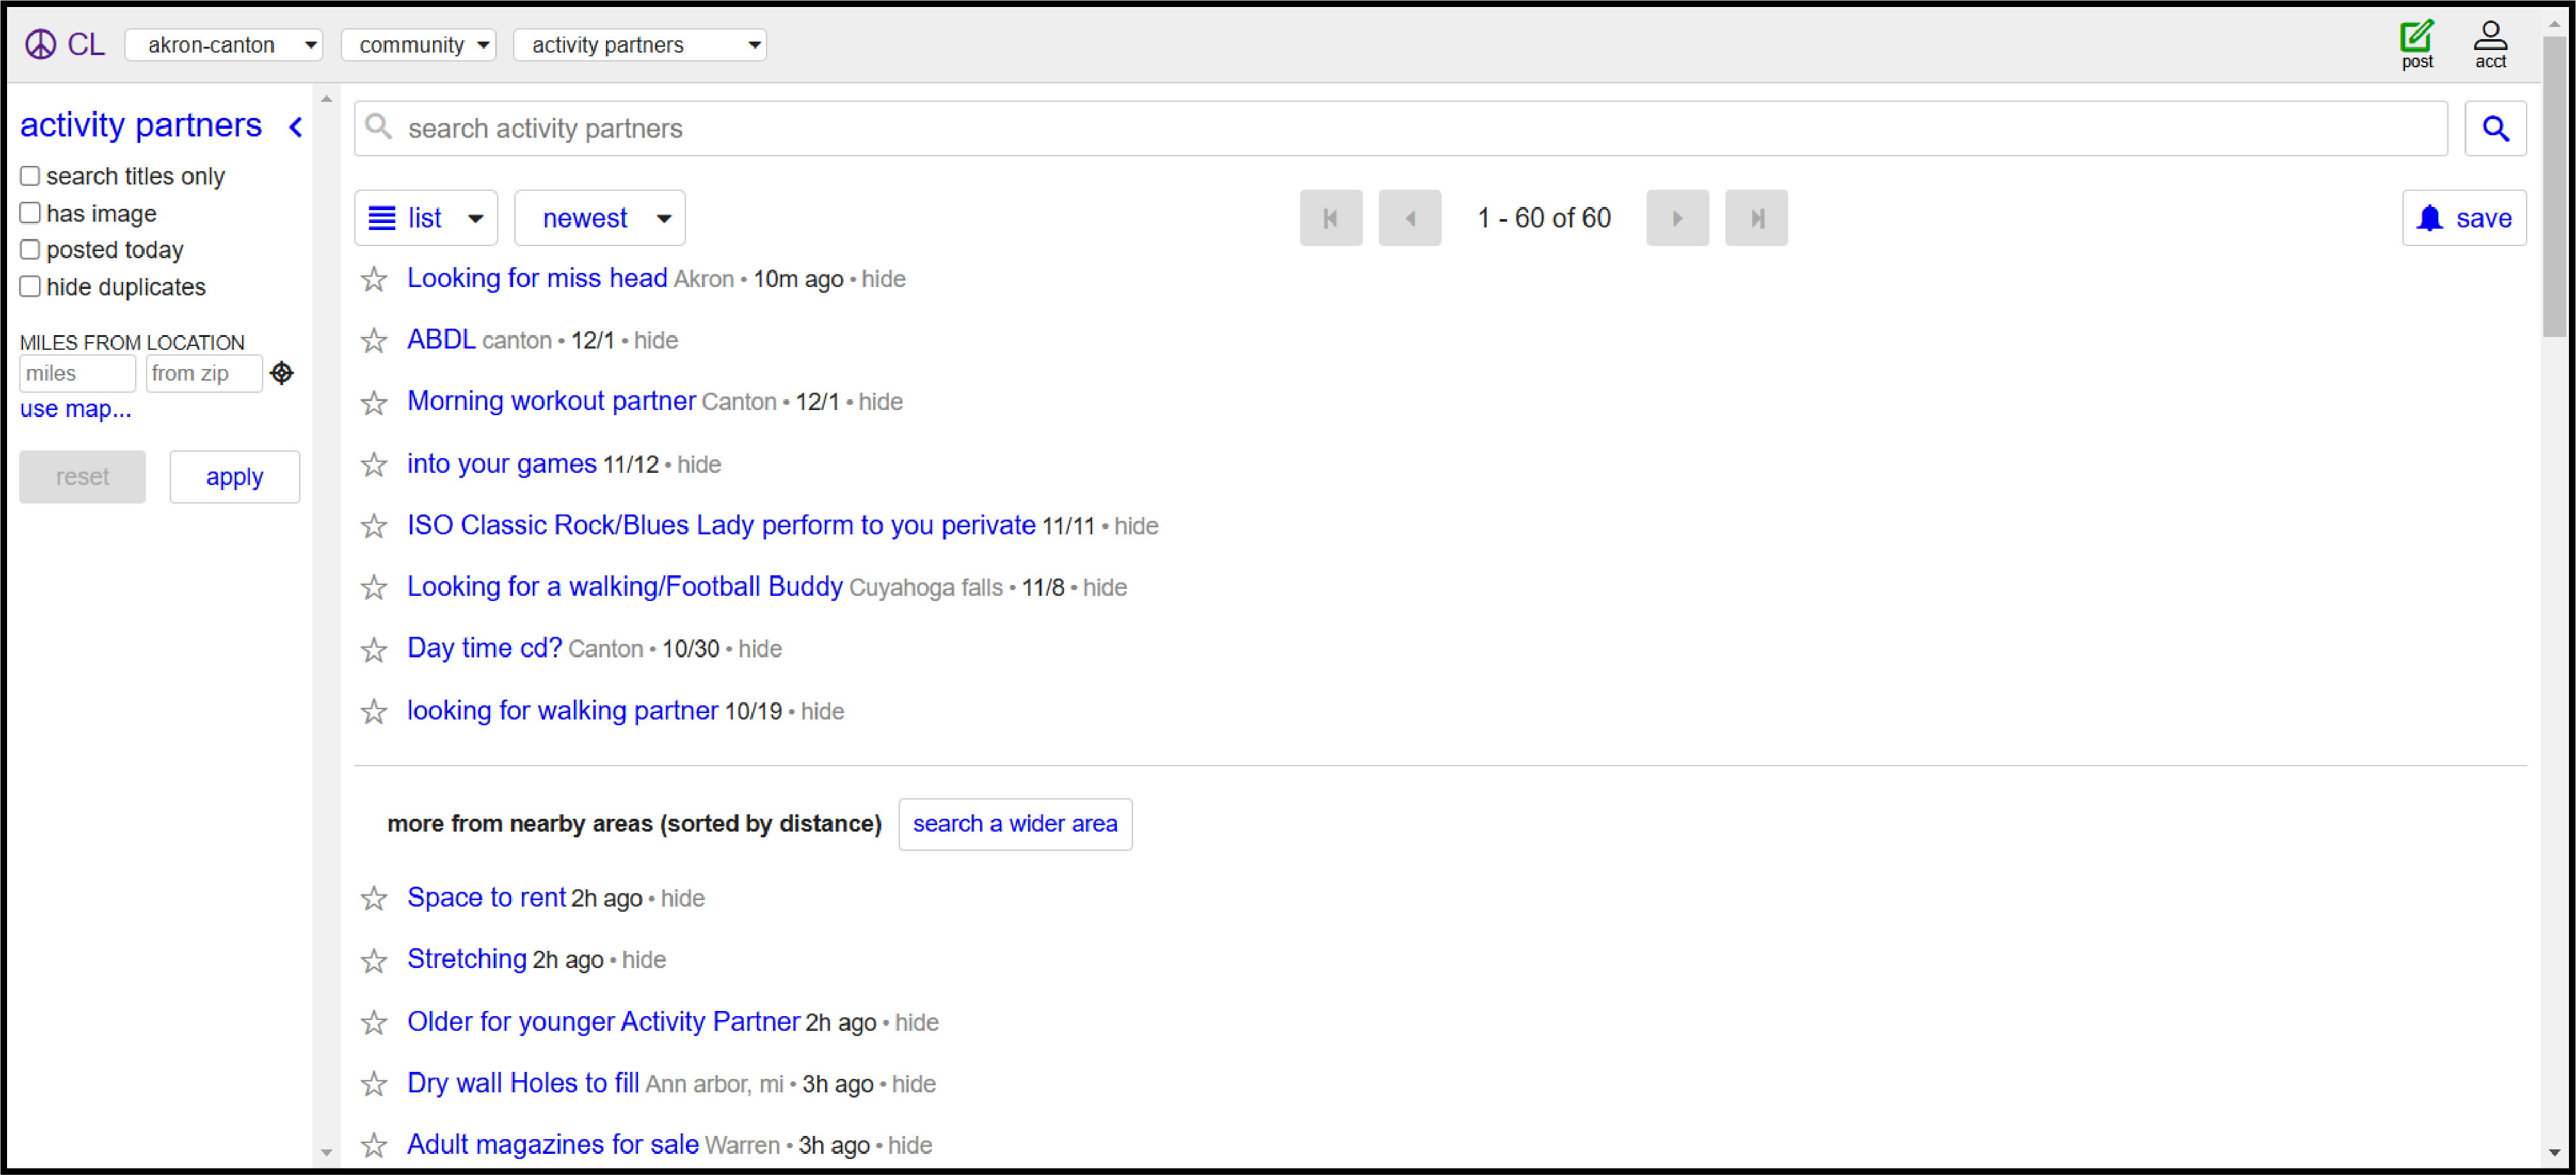 CL akron-canton community activity partners post acct
activity partners
search titles only
has image
posted today
hide duplicates
MILES FROM LOCATION
miles from zip
use map...
reset apply
search activity partners
list newest 1 - 60 of 60 save
Looking for miss head Akron • 10m ago • hide
ABDL canton • 12/1 • hide
Morning workout partner Canton • 12/1 • hide
into your games 11/12 • hide
ISO Classic Rock/Blues Lady perform to you perivate 11/11 • hide
Looking for a walking/Football Buddy Cuyahoga falls • 11/8 • hide
Day time cd? Canton • 10/30 • hide
looking for walking partner 10/19 • hide
more from nearby areas (sorted by distance) search a wider area
Space to rent 2h ago • hide
Stretching 2h ago • hide
Older for younger Activity Partner 2h ago • hide
Dry wall Holes to fill Ann arbor, mi • 3h ago • hide
Adult magazines for sale Warren • 3h ago • hide